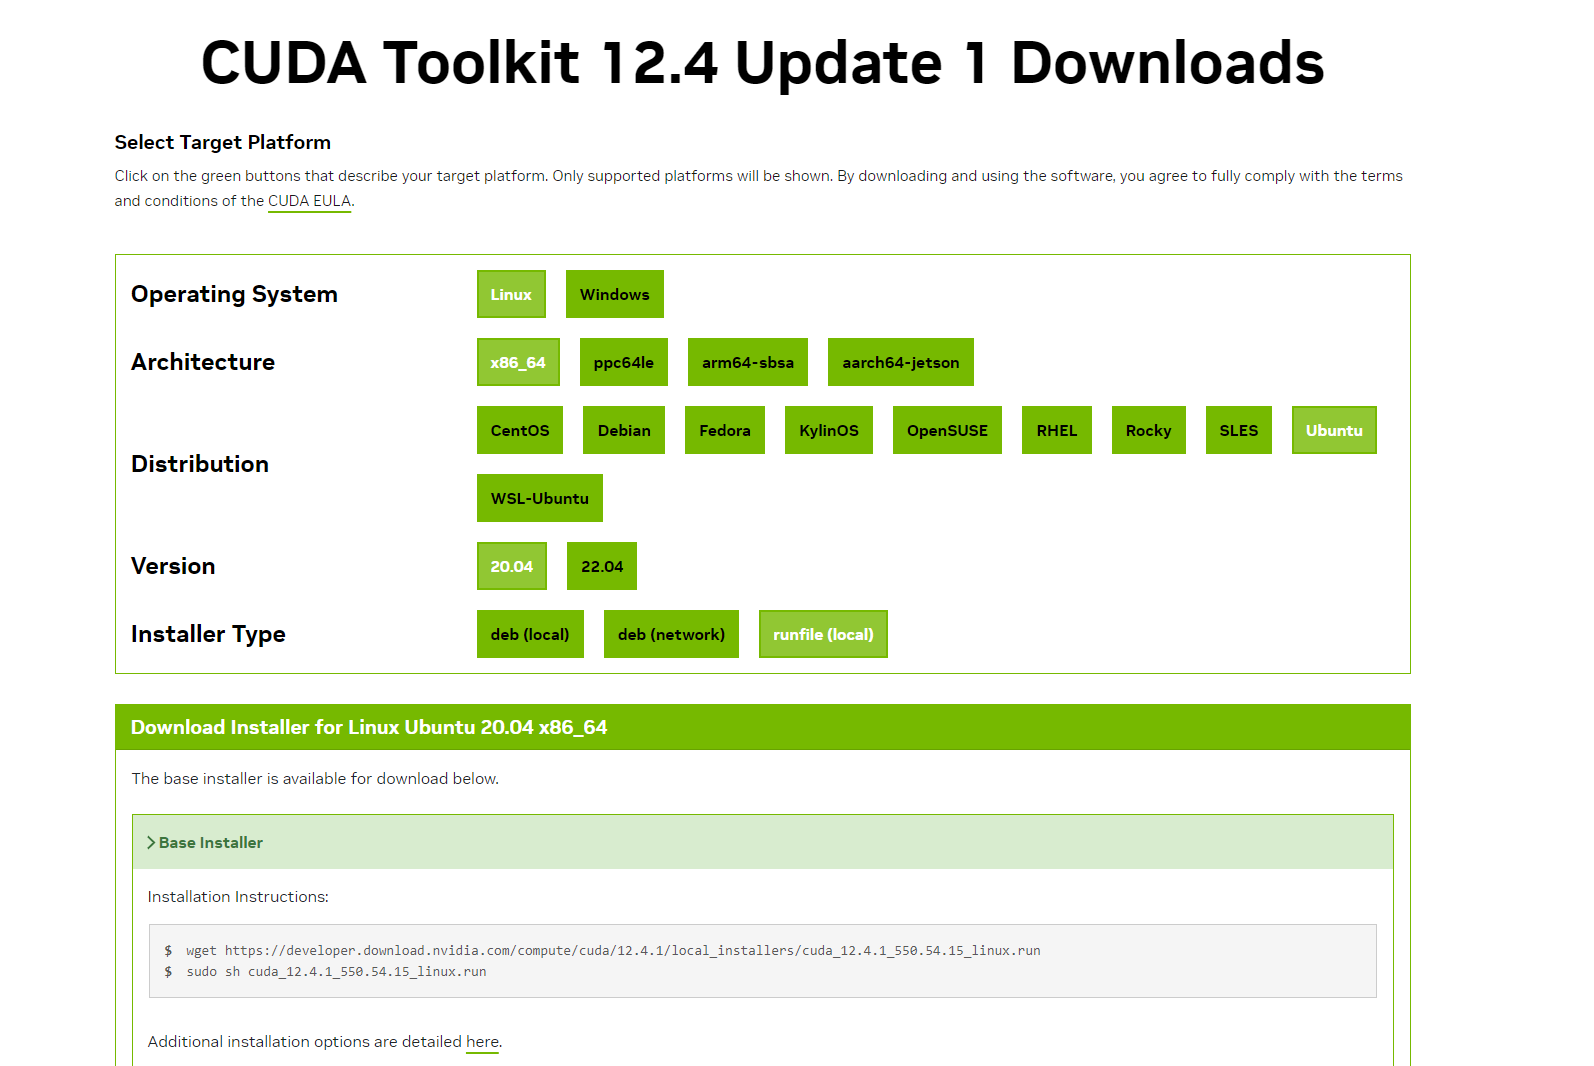 CUDA Toolkit 12.4 Update 1 Downloads
Select Target Platform
Click on the green buttons that describe your target platform. Only supported platforms will be shown. By downloading and using the software, you agree to fully comply with the terms
and conditions of the CUDA EULA.
Operating System
Linux Windows
Architecture
x86_64 ppc64le arm64-sbsa aarch64-jetson
Distribution
CentOS Debian Fedora KylinOS OpenSUSE RHEL Rocky SLES Ubuntu
WSL-Ubuntu
Version
20.04 22.04
Installer Type
deb (local) deb (network) runfile (local)
Download Installer for Linux Ubuntu 20.04 x86_64
The base installer is available for download below.
Base Installer
Installation Instructions:
$ wget https://developer.download.nvidia.com/compute/cuda/12.4.1/local_installers/cuda_12.4.1_550.54.15_linux.run
$ sudo sh cuda_12.4.1_550.54.15_linux.run
Additional installation options are detailed here.